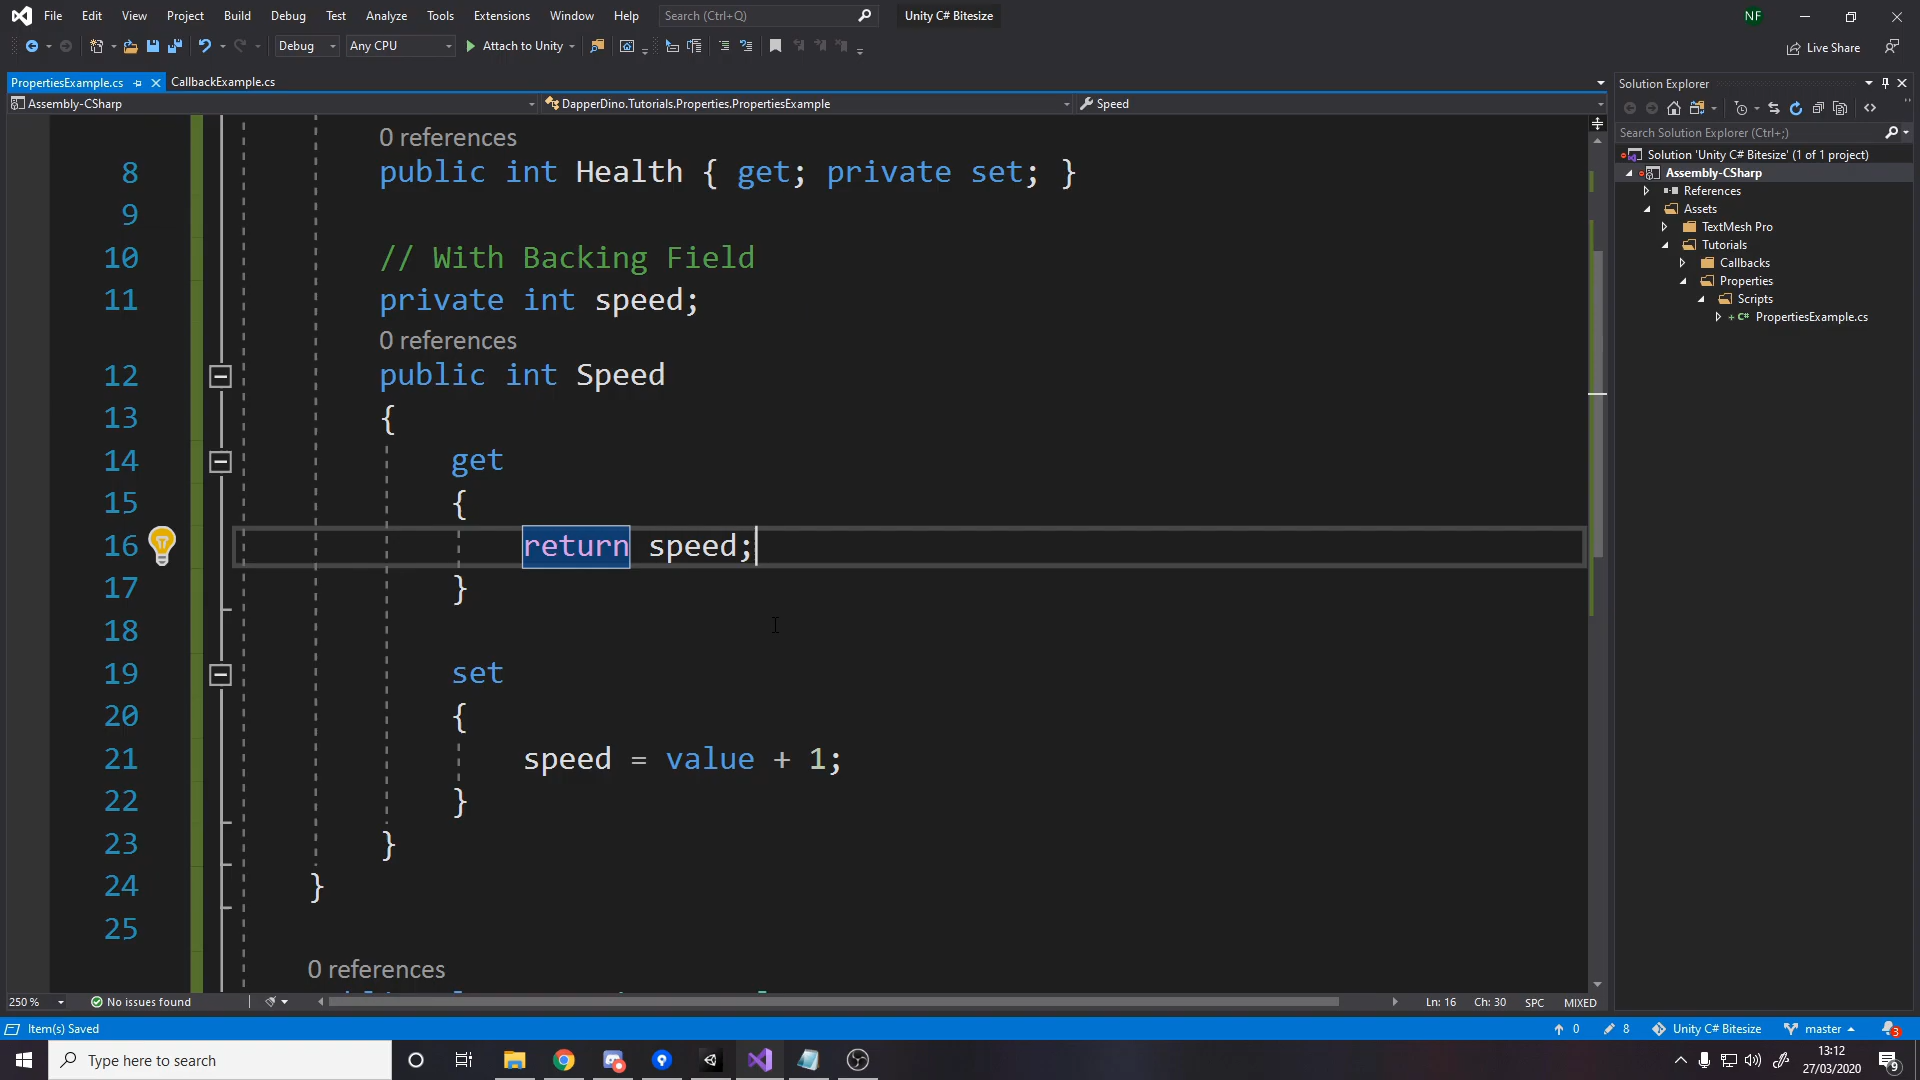 File Edit View Project Build Debug Test Analyze Tools Extensions Window Help Search (Ctrl+Q) Unity C# Bitesize NF
Debug Any CPU Attach to Unity Live Share
PropertiesExample.cs CallbackExample.cs
Assembly-CSharp DapperDino.Tutorials.Properties.PropertiesExample Speed
0 references
8 public int Health { get; private set; }
9
10 // With Backing Field
11 private int speed;
0 references
12 public int Speed
13 {
14 get
15 {
16 return speed;
17 }
18
19 set
20 {
21 speed = value + 1;
22 }
23 }
24 }
25
0 references
250 % No issues found Ln: 16 Ch: 30 SPC MIXED
Solution Explorer
Search Solution Explorer (Ctrl+;)
Solution 'Unity C# Bitesize' (1 of 1 project)
Assembly-CSharp
References
Assets
TextMesh Pro
Tutorials
Callbacks
Properties
Scripts
+ C# PropertiesExample.cs
Item(s) Saved 0 8 Unity C# Bitesize master 3
Type here to search
13:12
27/03/2020
9